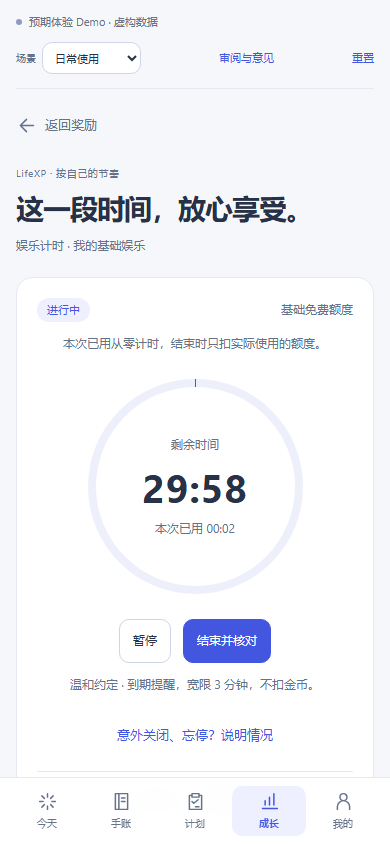 预期体验 Demo · 虚构数据
场景 日常使用 审阅与意见 重置
返回奖励
LifeXP · 按自己的节奏
这一段时间，放心享受。
娱乐计时 · 我的基础娱乐
进行中 基础免费额度
本次已用从零计时，结束时只扣实际使用的额度。
剩余时间
29:58
本次已用 00:02
暂停 结束并核对
温和约定 · 到期提醒，宽限 3 分钟，不扣金币。
意外关闭、忘停？说明情况
今天 手账 计划 成长 我的